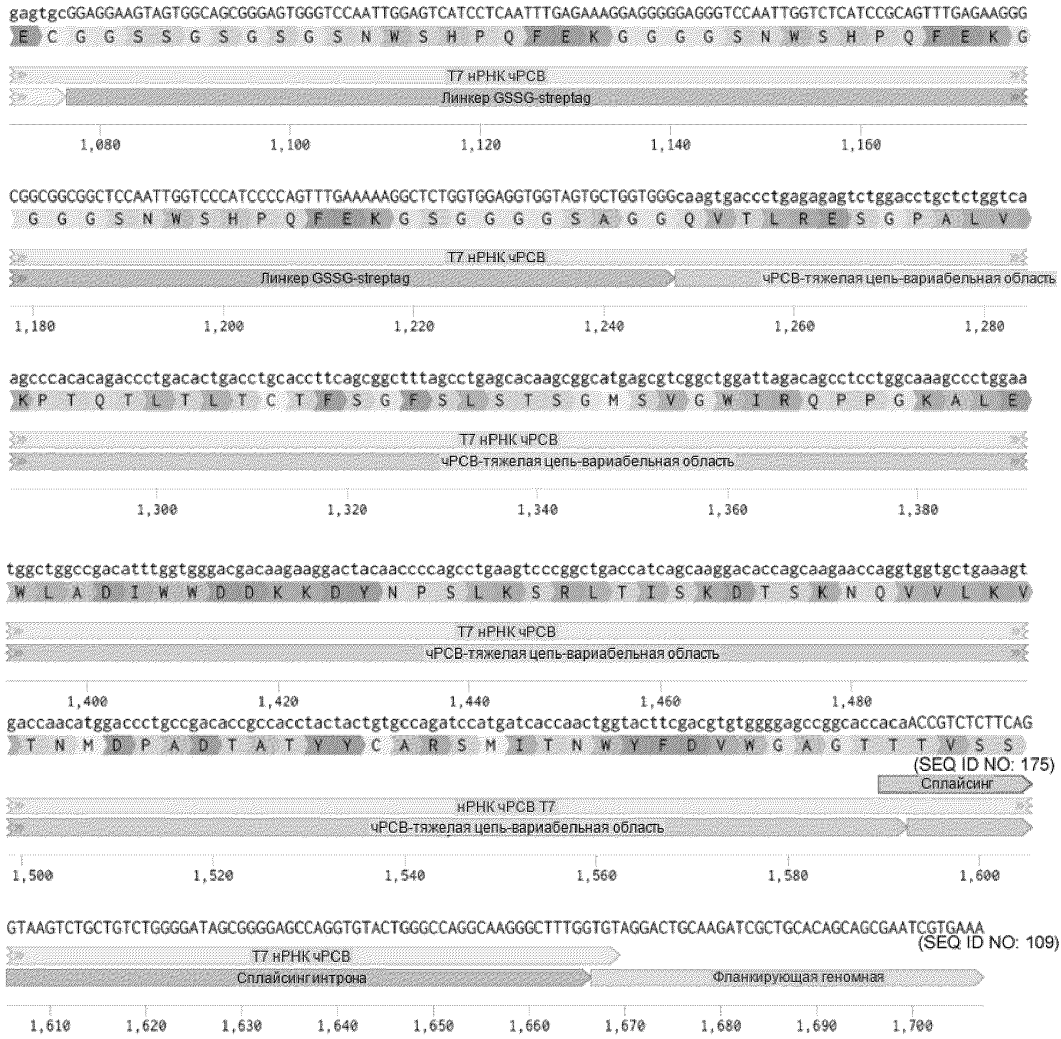 gagtgcGGAGGAAGTAGTGGCAGCGGGAGTGGGTCCAATTGGAGTCATCCTCAATTTGAGAAAGGAGGGGGAGGGTCCAATTGGTCTCATCCGCAGTTTGAGAAGGG
E C G G S S G S G S G S N W S H P Q F E K G G G G S N W S H P Q F E K G
T7 нРНК чРСВ
Линкер GSSG-streptag
1,080 1,100 1,120 1,140 1,160
CGGCGGCGGCTCCAATTGGTCCCATCCCCAGTTTGAAAAAGGCTCTGGTGGAGGTGGTAGTGCTGGTGGGcaagtgaccctgagagagtctggacctgctctggtca
G G G S N W S H P Q F E K G S G G G G S A G G Q V T L R E S G P A L V
T7 нРНК чРСВ
Линкер GSSG-streptag чРСВ-тяжелая цепь-вариабельная область
1,180 1,200 1,220 1,240 1,260 1,280
agcccacacagaccctgacactgacctgcaccttcagcggctttagcctgagcacaagcggcatgagcgtcggctggattagacagcctcctggcaaagccctggaa
K P T Q T L T L T C T F S G F S L S T S G M S V G W I R Q P P G K A L E
T7 нРНК чРСВ
чРСВ-тяжелая цепь-вариабельная область
1,300 1,320 1,340 1,360 1,380
tggctggccgacatttggtgggacgacaagaaggactacaaccccagcctgaagtcccggctgaccatcagcaaggacaccagcaagaaccaggtggtgctgaaagt
W L A D I W W D D K K D Y N P S L K S R L T I S K D T S K N Q V V L K V
T7 нРНК чРСВ
чРСВ-тяжелая цепь-вариабельная область
1,400 1,420 1,440 1,460 1,480
gaccaacatggaccctgccgacaccgccacctactactgtgccagatccatgatcaccaactggtacttcgacgtgtggggagccggcaccacaACCGTCTCTTCAG
T N M D P A D T A T Y Y C A R S M I T N W Y F D V W G A G T T T V S S
(SEQ ID NO: 175)
Сплайсинг
нРНК чРСВ T7
чРСВ-тяжелая цепь-вариабельная область
1,500 1,520 1,540 1,560 1,580 1,600
GTAAGTCTGCTGTCTGGGGATAGCGGGGAGCCAGGTGTACTGGGCCAGGCAAGGGCTTTGGTGTAGGACTGCAAGATCGCTGCACAGCAGCGAATCGTGAAA
(SEQ ID NO: 109)
T7 нРНК чРСВ
Сплайсинг интрона Фланкирующая геномная
1,610 1,620 1,630 1,640 1,650 1,660 1,670 1,680 1,690 1,700